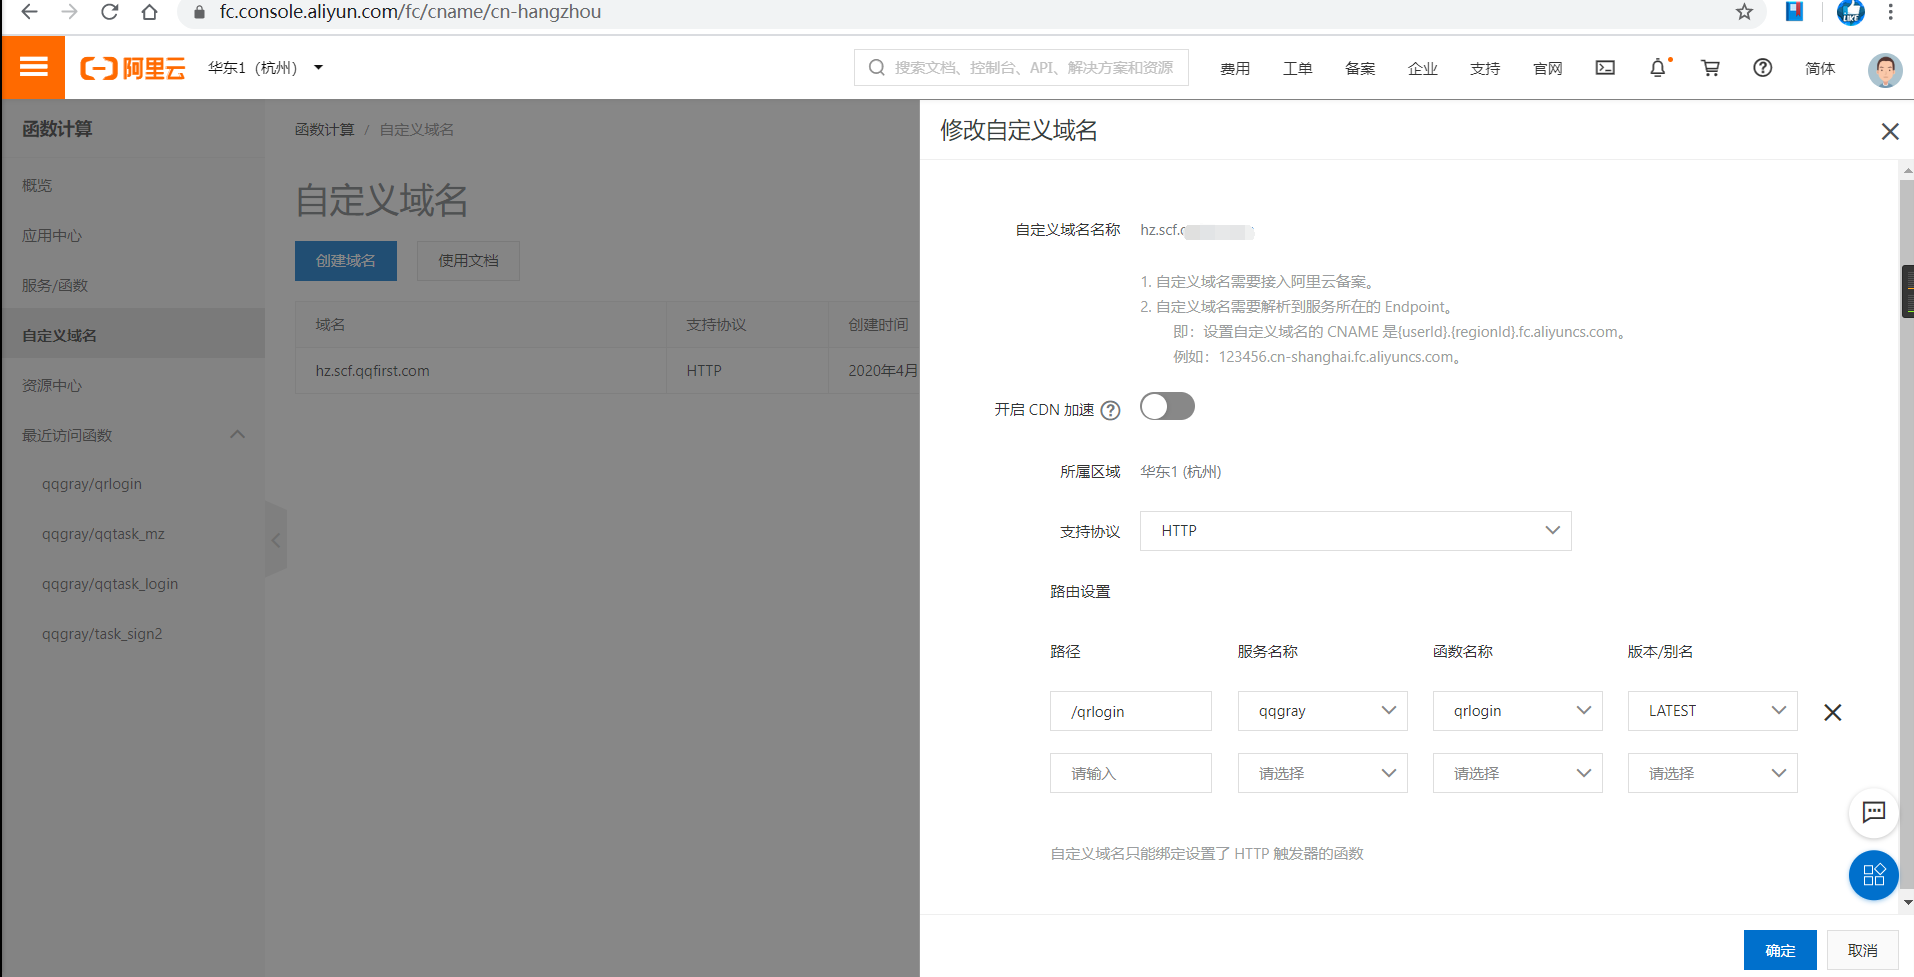 fc.console.aliyun.com/fc/cname/cn-hangzhou
阿里云
华东1（杭州）
搜索文档、控制台、API、解决方案和资源
费用
工单
备案
企业
支持
官网
简体
函数计算
概览
应用中心
服务/函数
自定义域名
资源中心
最近访问函数
qqgray/qrlogin
qqgray/qqtask_mz
qqgray/qqtask_login
qqgray/task_sign2
函数计算 / 自定义域名
自定义域名
创建域名
使用文档
域名 支持协议 创建时间
hz.scf.qqfirst.com HTTP 2020年4月
修改自定义域名
自定义域名名称 hz.scf.
1. 自定义域名需要接入阿里云备案。
2. 自定义域名需要解析到服务所在的 Endpoint。
即：设置自定义域名的 CNAME 是{userId}.{regionId}.fc.aliyuncs.com。
例如：123456.cn-shanghai.fc.aliyuncs.com。
开启 CDN 加速
所属区域 华东1 (杭州)
支持协议 HTTP
路由设置
路径 服务名称 函数名称 版本/别名
/qrlogin qqgray qrlogin LATEST
请输入 请选择 请选择 请选择
自定义域名只能绑定设置了 HTTP 触发器的函数
确定
取消